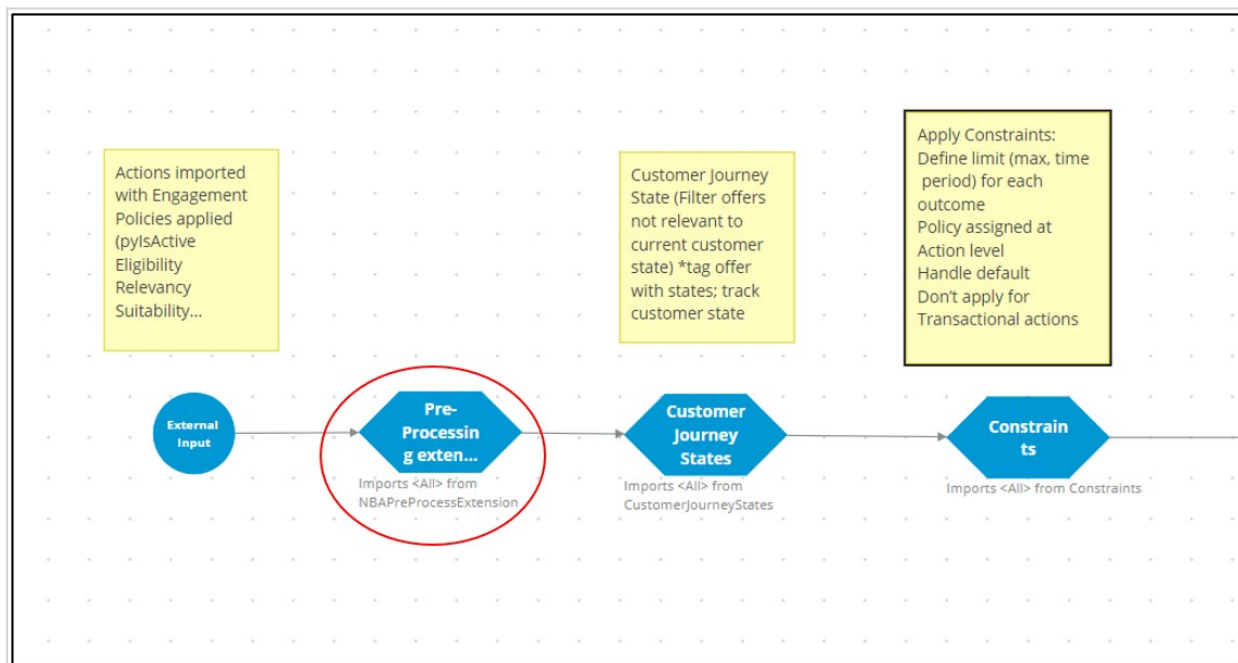 Actions imported
with Engagement
Policies applied
(pyIsActive
Eligibility
Relevancy
Suitability...
Customer Journey
State (Filter offers
not relevant to
current customer
state) *tag offer
with states; track
customer state
Apply Constraints:
Define limit (max, time
period) for each
outcome
Policy assigned at
Action level
Handle default
Don't apply for
Transactional actions
External
Input
Pre-
Processin
g exten...
Imports <All> from
NBAPreProcessExtension
Customer
Journey
States
Imports <All> from
CustomerJourneyStates
Constrain
ts
Imports <All> from Constraints